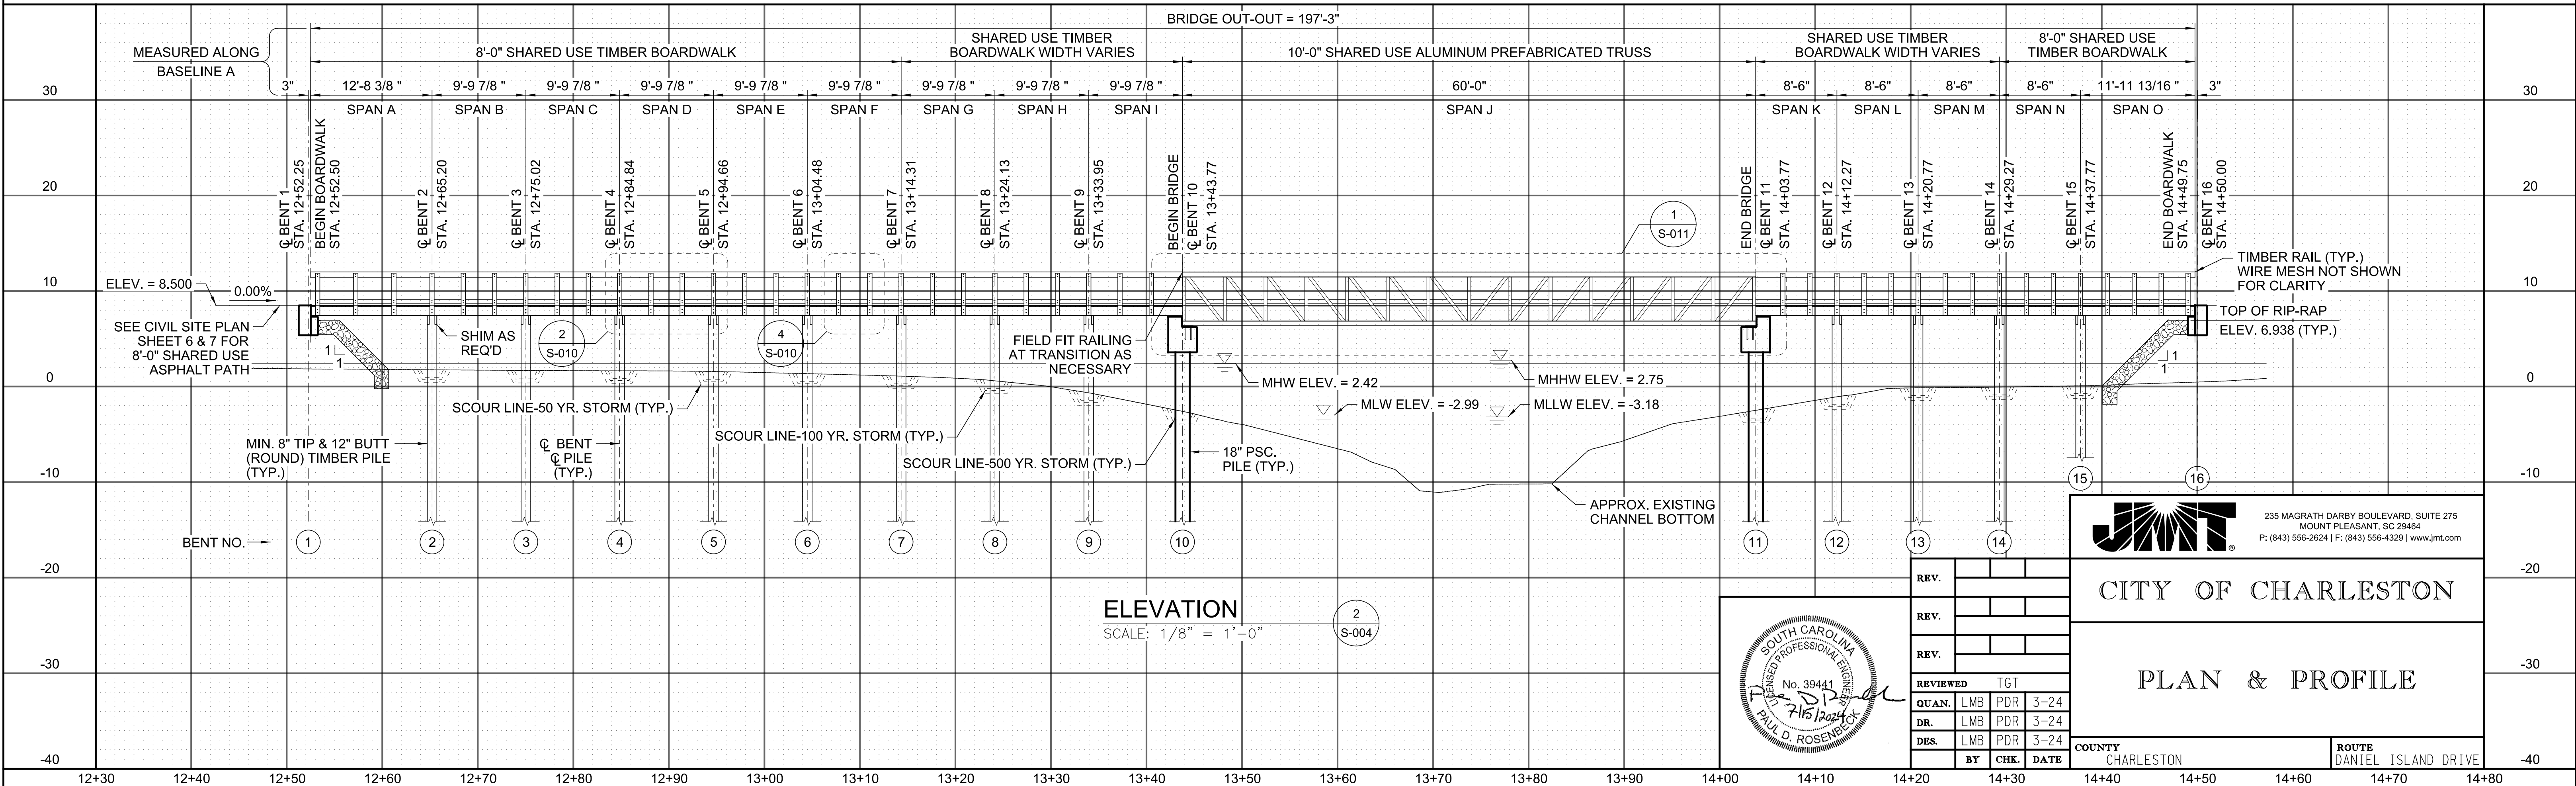 BRIDGE OUT-OUT = 197'-3"
MEASURED ALONG
BASELINE A
8'-0" SHARED USE TIMBER BOARDWALK
SHARED USE TIMBER
BOARDWALK WIDTH VARIES
10'-0" SHARED USE ALUMINUM PREFABRICATED TRUSS
SHARED USE TIMBER
BOARDWALK WIDTH VARIES
8'-0" SHARED USE
TIMBER BOARDWALK
3" 12'-8 3/8 " 9'-9 7/8 " 9'-9 7/8 " 9'-9 7/8 " 9'-9 7/8 " 9'-9 7/8 " 9'-9 7/8 " 9'-9 7/8 " 9'-9 7/8 " 60'-0" 8'-6" 8'-6" 8'-6" 8'-6" 11'-11 13/16 " 3"
SPAN A SPAN B SPAN C SPAN D SPAN E SPAN F SPAN G SPAN H SPAN I SPAN J SPAN K SPAN L SPAN M SPAN N SPAN O
30 30
20 20
10 10
0 0
-10 -10
-20 -20
-30 -30
-40 -40
℄ BENT 1
STA. 12+52.25
BEGIN BOARDWALK
STA. 12+52.50
℄ BENT 2
STA. 12+65.20
℄ BENT 3
STA. 12+75.02
℄ BENT 4
STA. 12+84.84
℄ BENT 5
STA. 12+94.66
℄ BENT 6
STA. 13+04.48
℄ BENT 7
STA. 13+14.31
℄ BENT 8
STA. 13+24.13
℄ BENT 9
STA. 13+33.95
BEGIN BRIDGE
℄ BENT 10
STA. 13+43.77
END BRIDGE
℄ BENT 11
STA. 14+03.77
℄ BENT 12
STA. 14+12.27
℄ BENT 13
STA. 14+20.77
℄ BENT 14
STA. 14+29.27
℄ BENT 15
STA. 14+37.77
END BOARDWALK
STA. 14+49.75
℄ BENT 16
STA. 14+50.00
1
S-011
TIMBER RAIL (TYP.)
WIRE MESH NOT SHOWN
FOR CLARITY
ELEV. = 8.500
0.00%
SEE CIVIL SITE PLAN
SHEET 6 & 7 FOR
8'-0" SHARED USE
ASPHALT PATH
1
1
SHIM AS
REQ'D
2
S-010
4
S-010
FIELD FIT RAILING
AT TRANSITION AS
NECESSARY
TOP OF RIP-RAP
ELEV. 6.938 (TYP.)
1
1
MHW ELEV. = 2.42
MHHW ELEV. = 2.75
MLW ELEV. = -2.99
MLLW ELEV. = -3.18
SCOUR LINE-50 YR. STORM (TYP.)
SCOUR LINE-100 YR. STORM (TYP.)
SCOUR LINE-500 YR. STORM (TYP.)
MIN. 8" TIP & 12" BUTT
(ROUND) TIMBER PILE
(TYP.)
℄ BENT
℄ PILE
(TYP.)
18" PSC.
PILE (TYP.)
APPROX. EXISTING
CHANNEL BOTTOM
BENT NO.
1 2 3 4 5 6 7 8 9 10 11 12 13 14 15 16
ELEVATION
SCALE: 1/8" = 1'-0"
2
S-004
SOUTH CAROLINA
LICENSED PROFESSIONAL ENGINEER
No. 39441
7/15/2024
PAUL D. ROSENBECK
JMT
®
235 MAGRATH DARBY BOULEVARD, SUITE 275
MOUNT PLEASANT, SC 29464
P: (843) 556-2624 | F: (843) 556-4329 | www.jmt.com
CITY OF CHARLESTON
PLAN & PROFILE
REV.
REV.
REV.
REVIEWED TGT
QUAN. LMB PDR 3-24
DR. LMB PDR 3-24
DES. LMB PDR 3-24
BY CHK. DATE
COUNTY
CHARLESTON
ROUTE
DANIEL ISLAND DRIVE
12+30 12+40 12+50 12+60 12+70 12+80 12+90 13+00 13+10 13+20 13+30 13+40 13+50 13+60 13+70 13+80 13+90 14+00 14+10 14+20 14+30 14+40 14+50 14+60 14+70 14+80